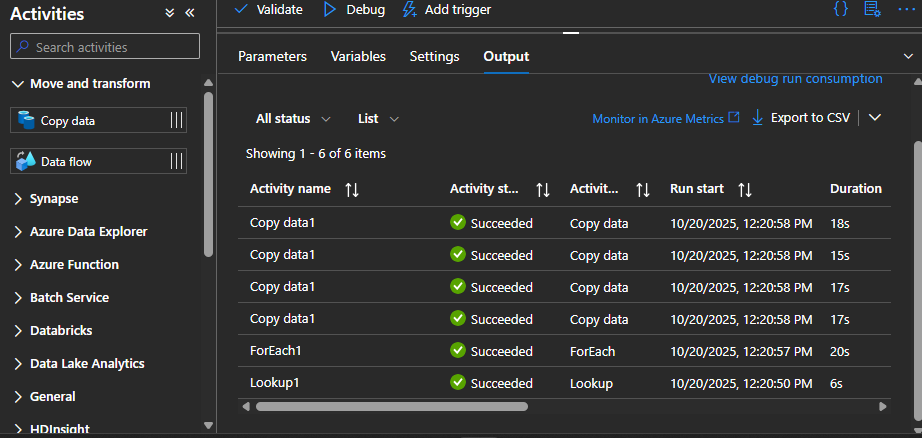 Activities
Search activities
Move and transform
Copy data
Data flow
Synapse
Azure Data Explorer
Azure Function
Batch Service
Databricks
Data Lake Analytics
General
HDInsight
Validate Debug Add trigger
Parameters Variables Settings Output
View debug run consumption
All status List Monitor in Azure Metrics Export to CSV
Showing 1 - 6 of 6 items
Activity name Activity st... Activit... Run start Duration
Copy data1 Succeeded Copy data 10/20/2025, 12:20:58 PM 18s
Copy data1 Succeeded Copy data 10/20/2025, 12:20:58 PM 15s
Copy data1 Succeeded Copy data 10/20/2025, 12:20:58 PM 17s
Copy data1 Succeeded Copy data 10/20/2025, 12:20:58 PM 17s
ForEach1 Succeeded ForEach 10/20/2025, 12:20:57 PM 20s
Lookup1 Succeeded Lookup 10/20/2025, 12:20:50 PM 6s